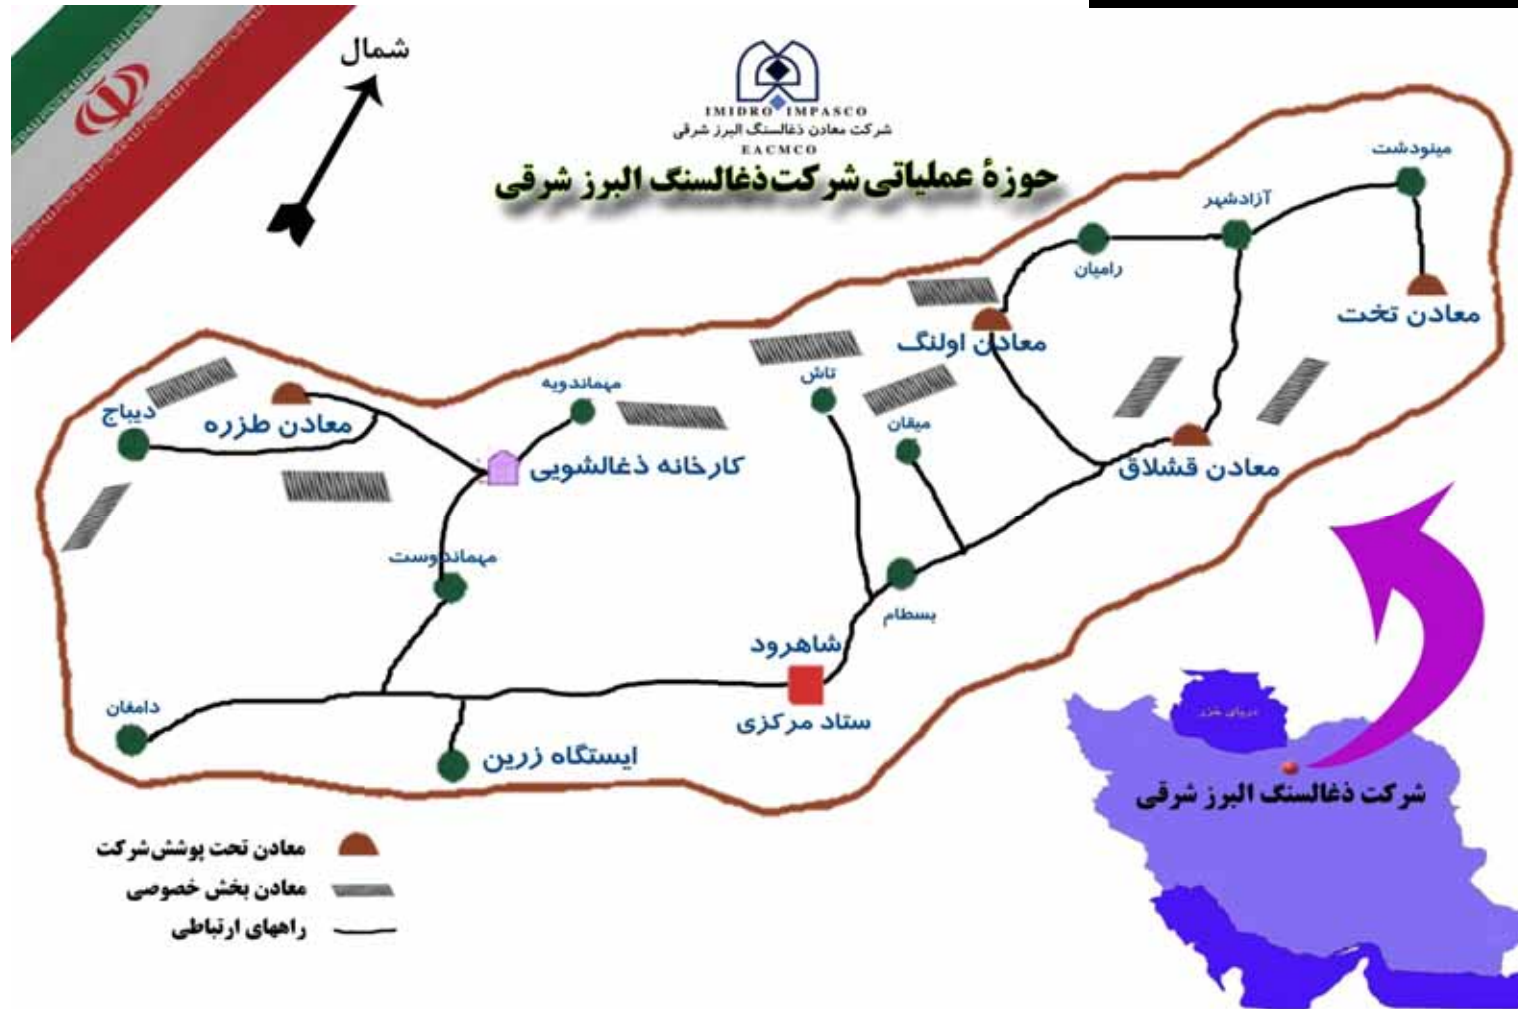 شمال
IMIDRO IMPASCO
شرکت معادن ذغالسنگ البرز شرقی
EACMCO
حوزهٔ عملیاتی شرکت ذغالسنگ البرز شرقی
مینودشت
آزادشهر
رامیان
معادن تخت
معادن اولنگ
تاش
میقان
مهماندویه
دیباج
معادن طزره
کارخانه ذغالشویی
معادن قشلاق
مهماندوست
بسطام
شاهرود
ستاد مرکزی
دامغان
ایستگاه زرین
دریای خزر
شرکت ذغالسنگ البرز شرقی
معادن تحت پوشش شرکت
معادن بخش خصوصی
راههای ارتباطی